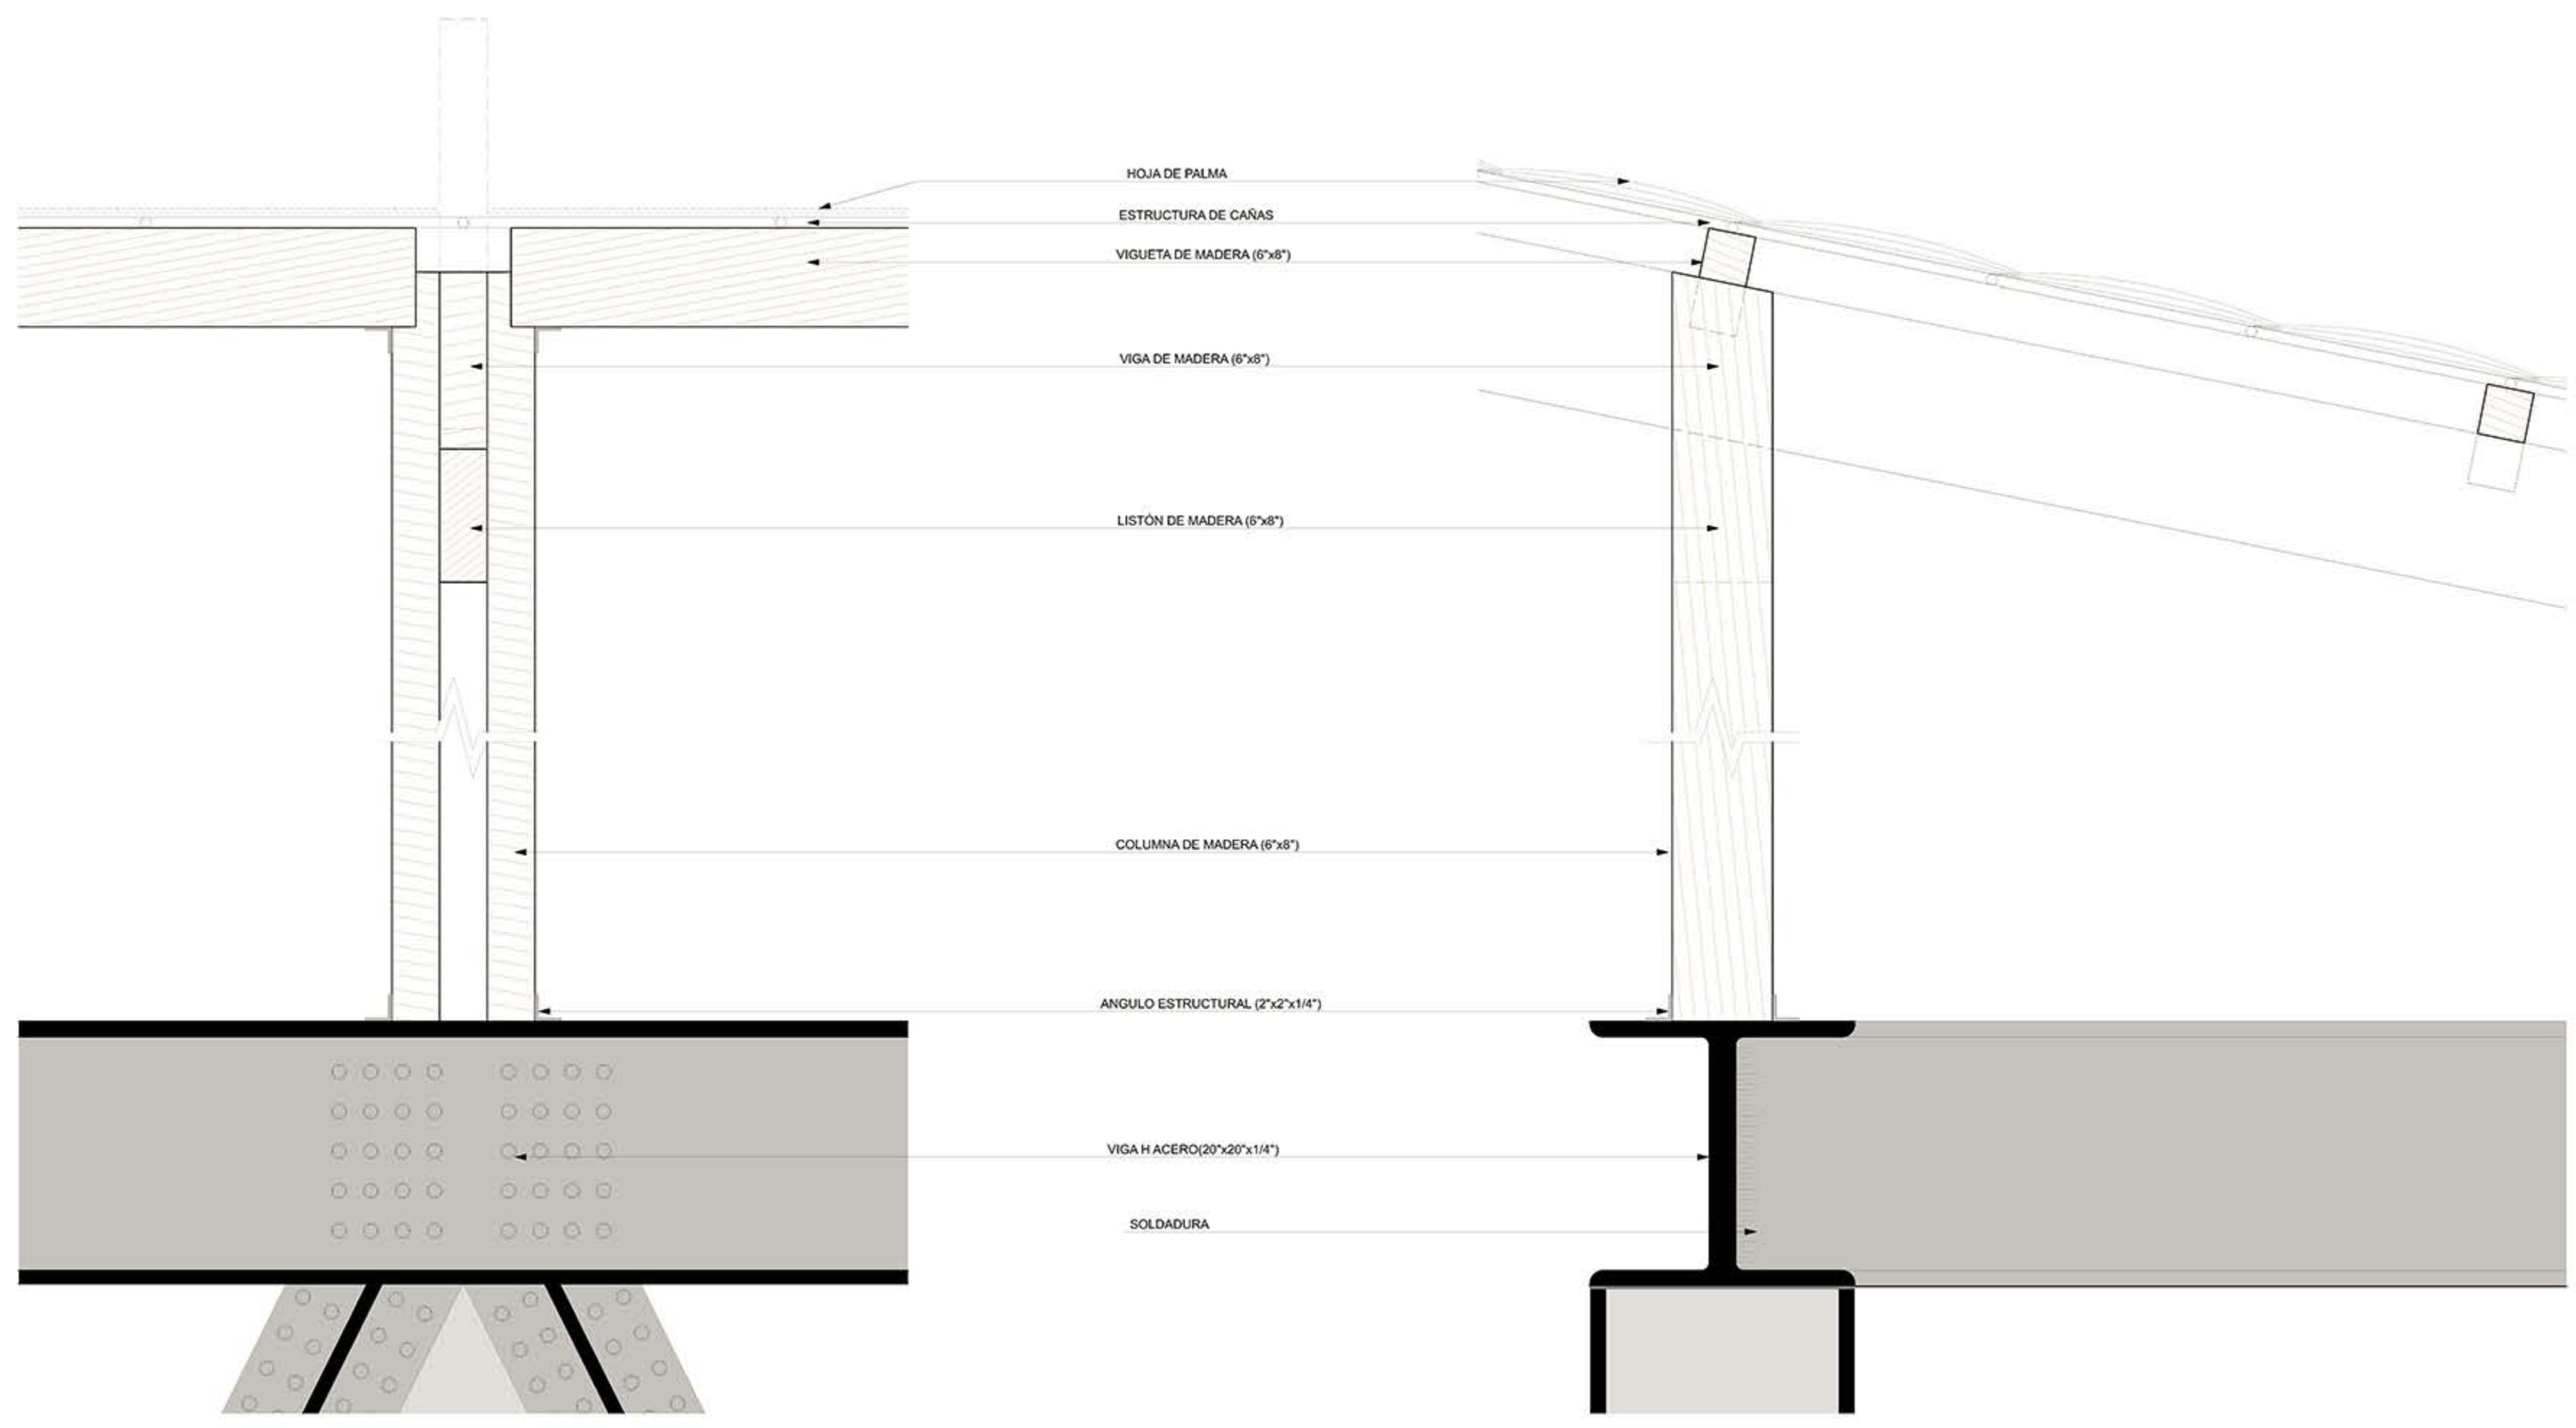 HOJA DE PALMA
ESTRUCTURA DE CAÑAS
VIGUETA DE MADERA (6"x8")
VIGA DE MADERA (6"x8")
LISTÓN DE MADERA (6"x8")
COLUMNA DE MADERA (6"x8")
ANGULO ESTRUCTURAL (2"x2"x1/4")
VIGA H ACERO(20"x20"x1/4")
SOLDADURA